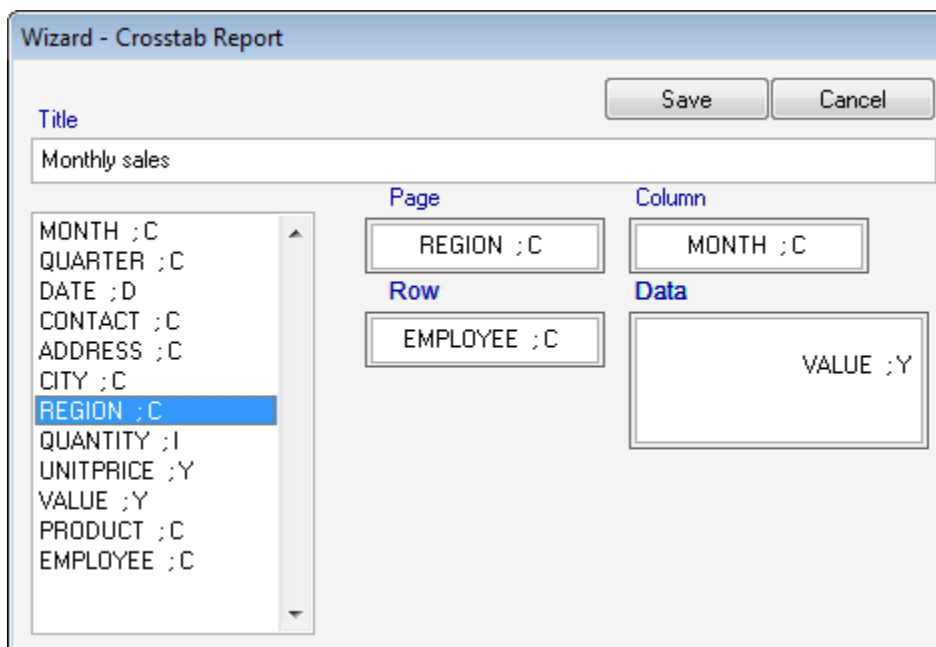 Wizard - Crosstab Report
Save Cancel
Title
Monthly sales
Page Column
REGION ;C MONTH ;C
Row Data
EMPLOYEE ;C VALUE ;Y
MONTH ;C
QUARTER ;C
DATE ;D
CONTACT ;C
ADDRESS ;C
CITY ;C
REGION ;C
QUANTITY ;I
UNITPRICE ;Y
VALUE ;Y
PRODUCT ;C
EMPLOYEE ;C